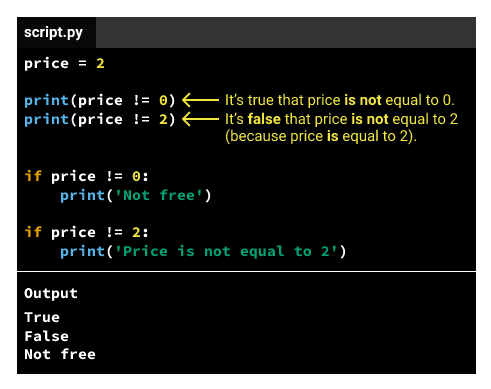 script.py
price = 2
print(price != 0) It's true that price is not equal to 0.
print(price != 2) It's false that price is not equal to 2
(because price is equal to 2).
if price != 0:
    print('Not free')
if price != 2:
    print('Price is not equal to 2')
Output
True
False
Not free